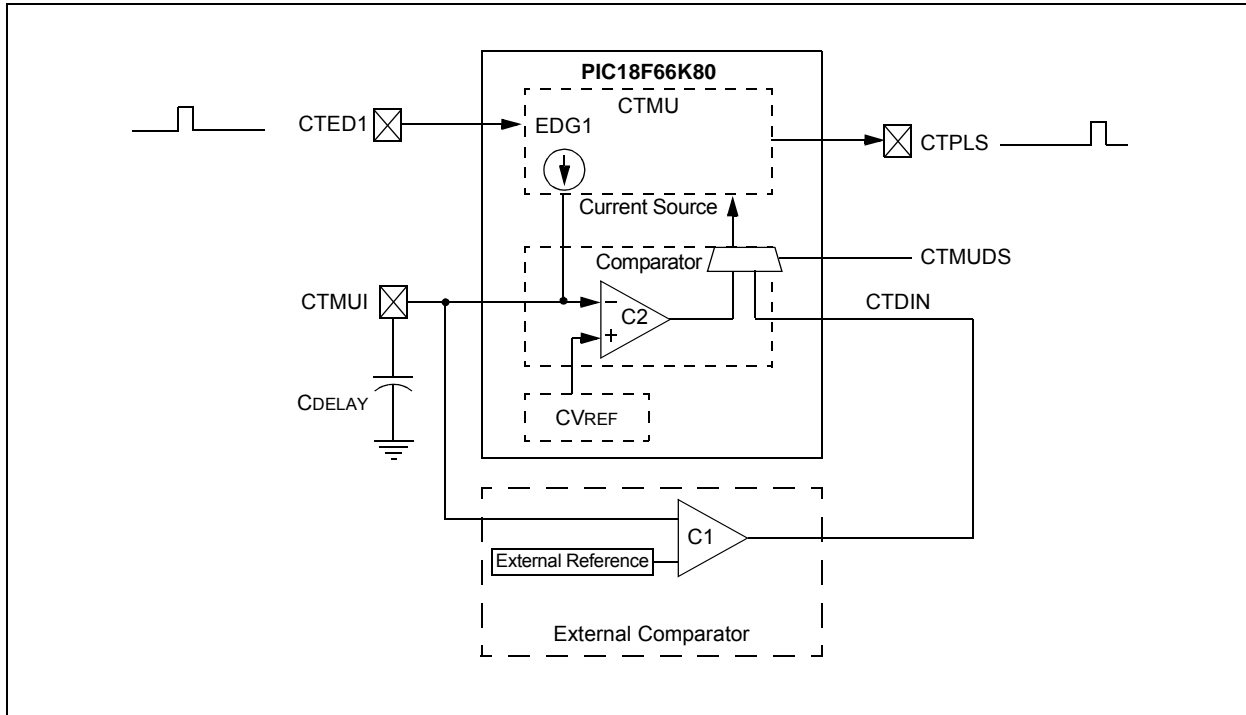 PIC18F66K80
CTMU
CTED1
EDG1
CTPLS
Current Source
Comparator
CTMUDS
CTMUI
CTDIN
C2
−
+
CDELAY
CVREF
C1
External Reference
External Comparator